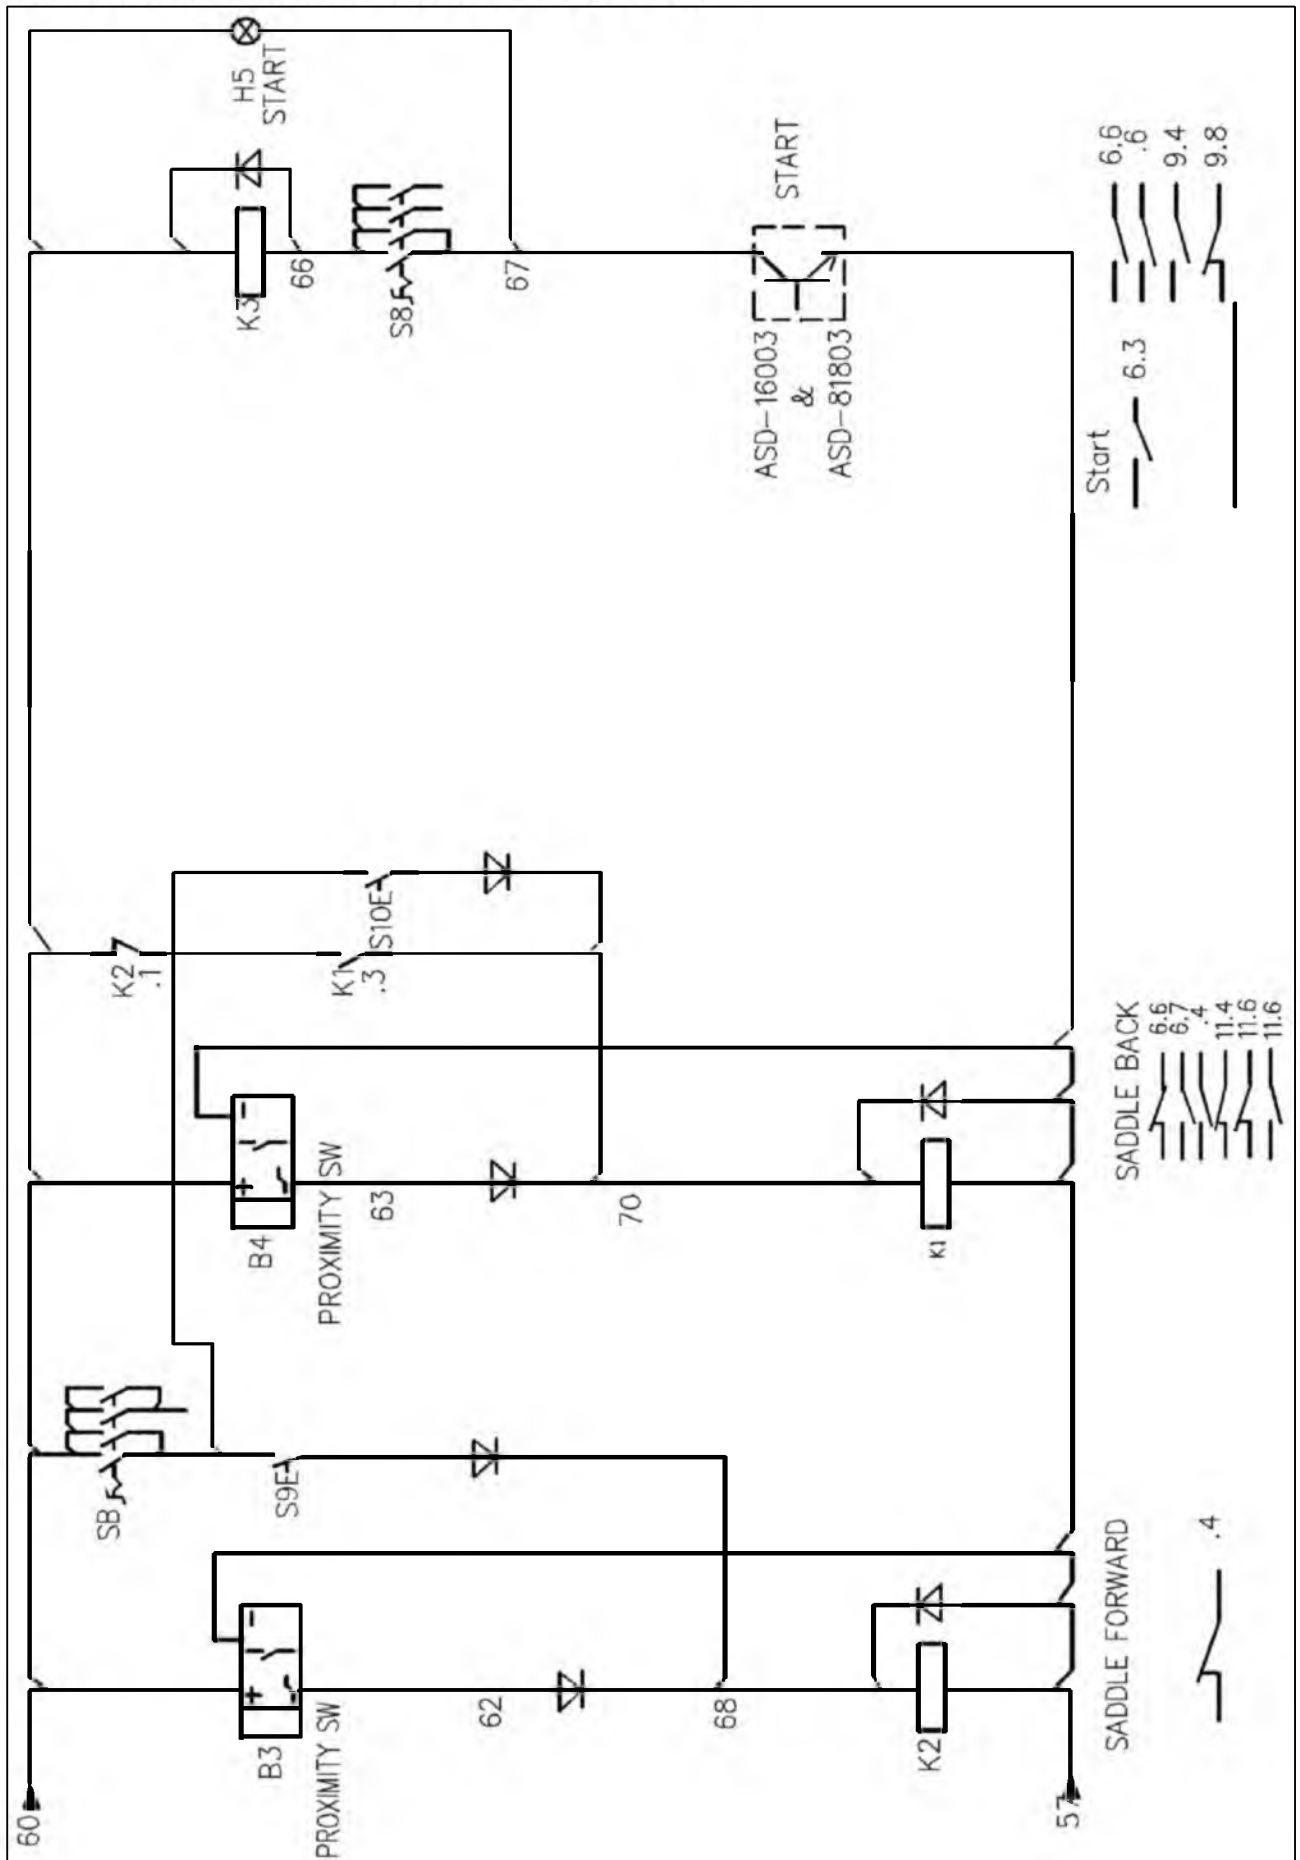 60
B3
PROXIMITY SW
62
68
K2
57
SADDLE FORWARD
.4
SB
S9E
B4
PROXIMITY SW
63
70
K1
SADDLE BACK
6.6
6.7
.4
11.4
11.6
11.6
K2
.1
K1
.3
S10E
H5
START
K3
66
S8
67
START
ASD-16003
&
ASD-81803
Start
6.3
6.6
.6
9.4
9.8